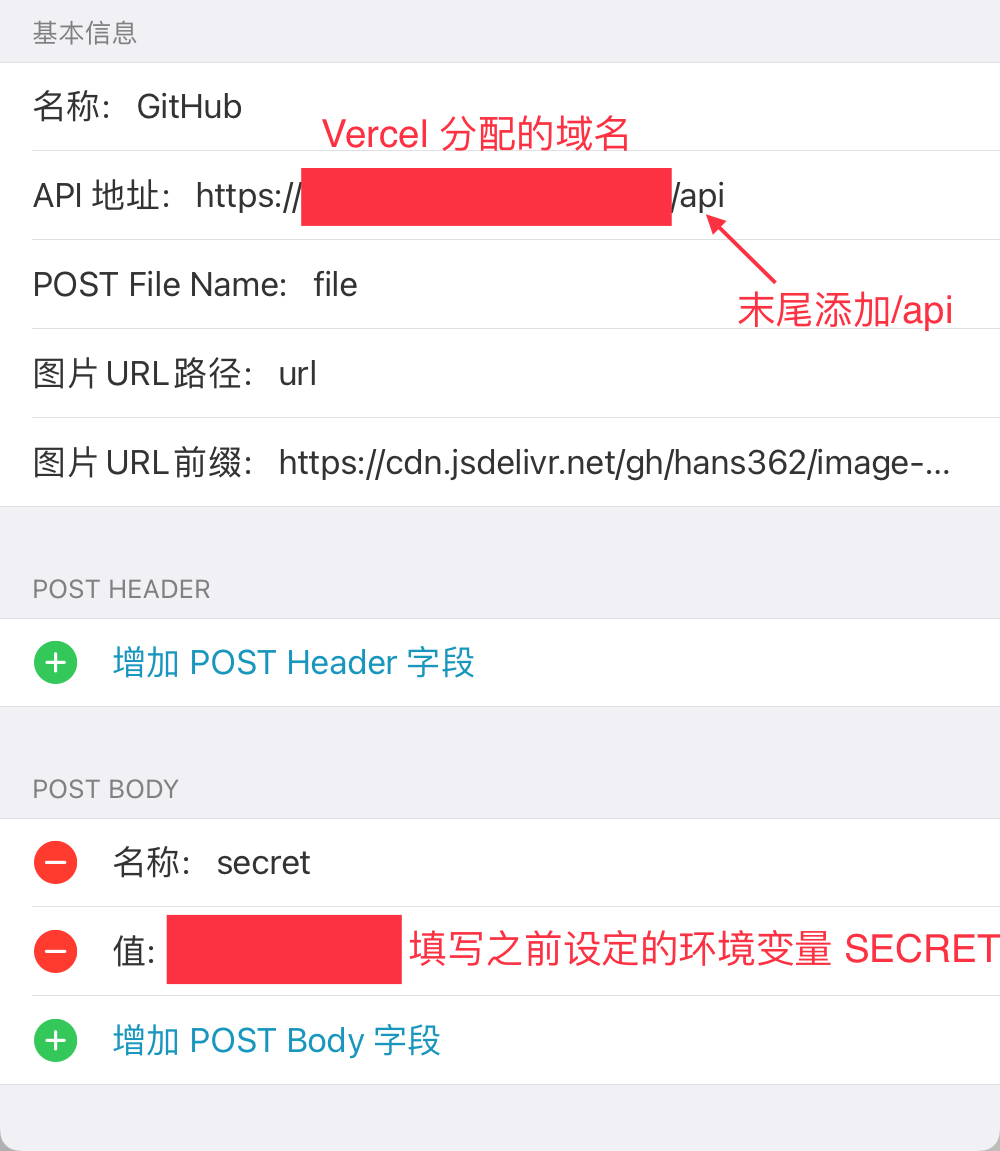 基本信息
名称： GitHub
Vercel 分配的域名
API 地址： https:///api
末尾添加/api
POST File Name: file
图片URL路径： url
图片URL前缀： https://cdn.jsdelivr.net/gh/hans362/image-...
POST HEADER
增加 POST Header 字段
POST BODY
名称： secret
值: 填写之前设定的环境变量 SECRET
增加 POST Body 字段